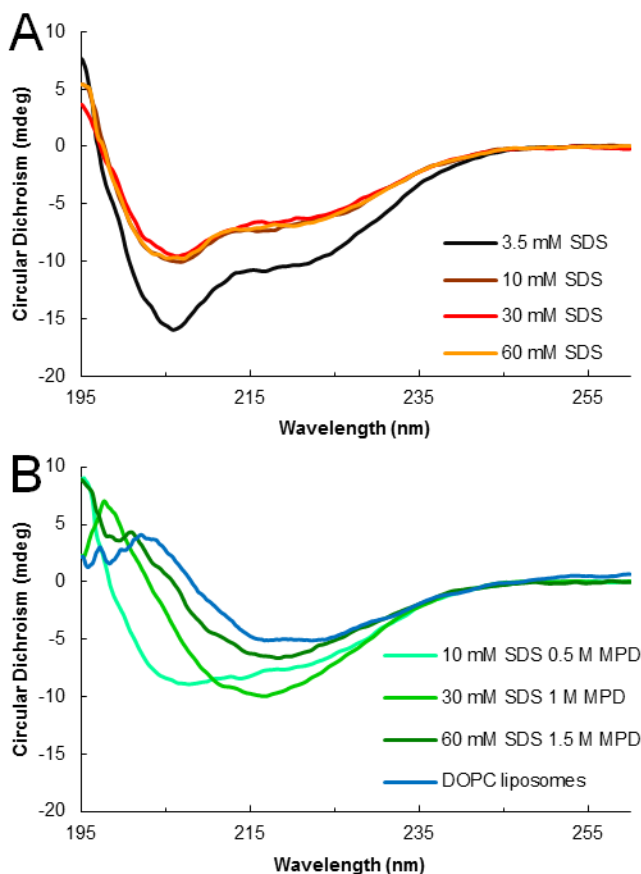 A
Circular Dichroism (mdeg)
10
5
0
-5
-10
-15
-20
195
215
235
255
Wavelength (nm)
3.5 mM SDS
10 mM SDS
30 mM SDS
60 mM SDS
B
Circular Dichroism (mdeg)
10
5
0
-5
-10
-15
-20
195
215
235
255
Wavelength (nm)
10 mM SDS 0.5 M MPD
30 mM SDS 1 M MPD
60 mM SDS 1.5 M MPD
DOPC liposomes